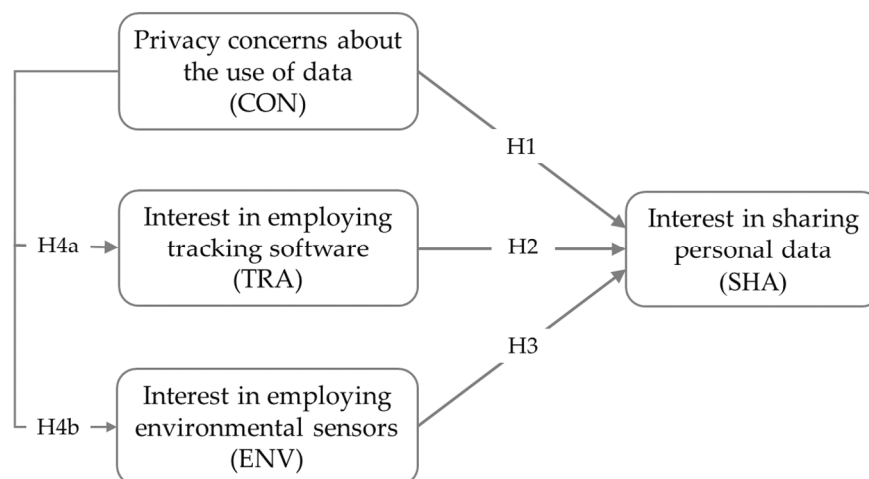 Privacy concerns about
the use of data
(CON)
H1
Interest in employing
tracking software
(TRA)
Interest in sharing
personal data
(SHA)
H4a
H2
H3
Interest in employing
environmental sensors
(ENV)
H4b